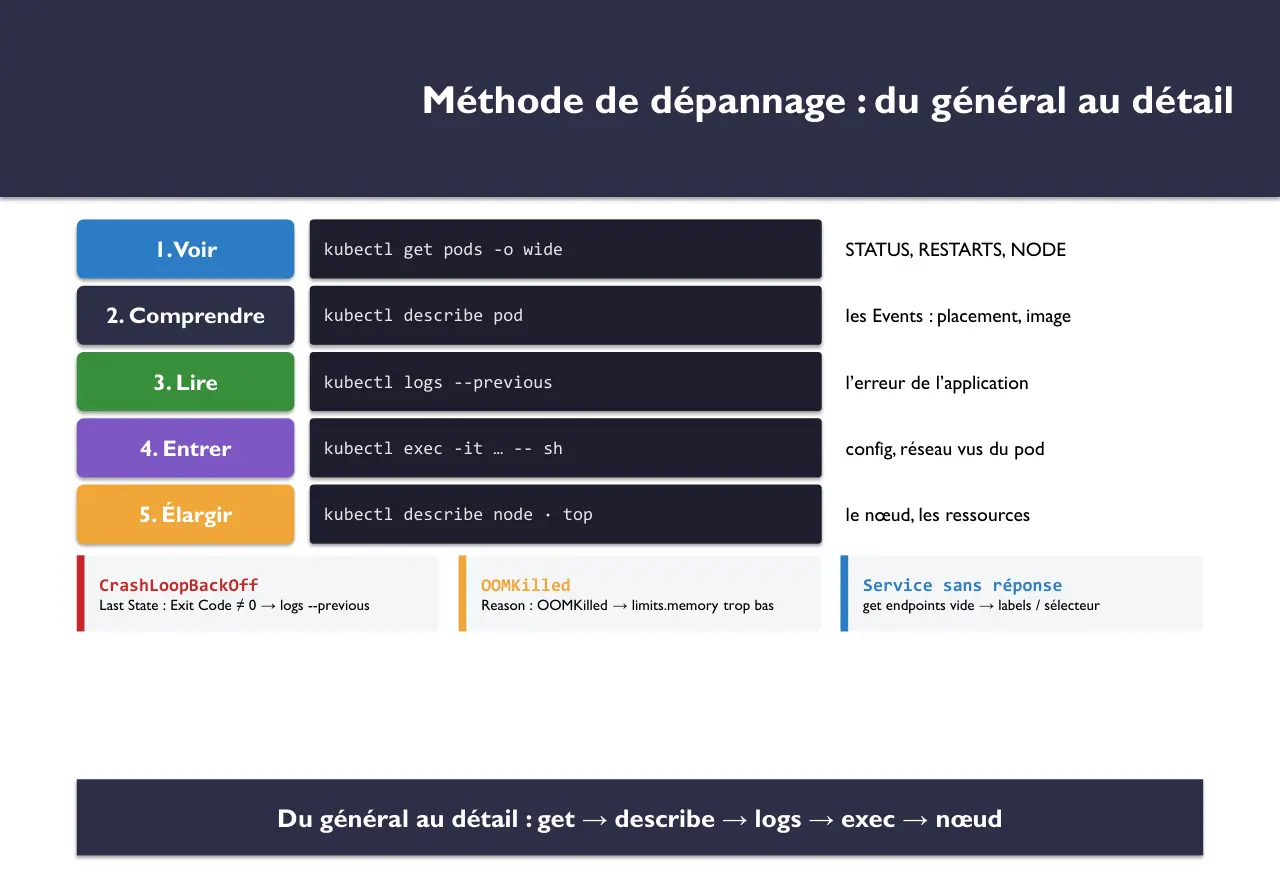 Méthode de dépannage : du général au détail
1. Voir
kubectl get pods -o wide
STATUS, RESTARTS, NODE
2. Comprendre
kubectl describe pod
les Events : placement, image
3. Lire
kubectl logs --previous
l’erreur de l’application
4. Entrer
kubectl exec -it … -- sh
config, réseau vus du pod
5. Élargir
kubectl describe node · top
le nœud, les ressources
CrashLoopBackOff
Last State : Exit Code ≠ 0 → logs --previous
OOMKilled
Reason : OOMKilled → limits.memory trop bas
Service sans réponse
get endpoints vide → labels / sélecteur
Du général au détail : get → describe → logs → exec → nœud